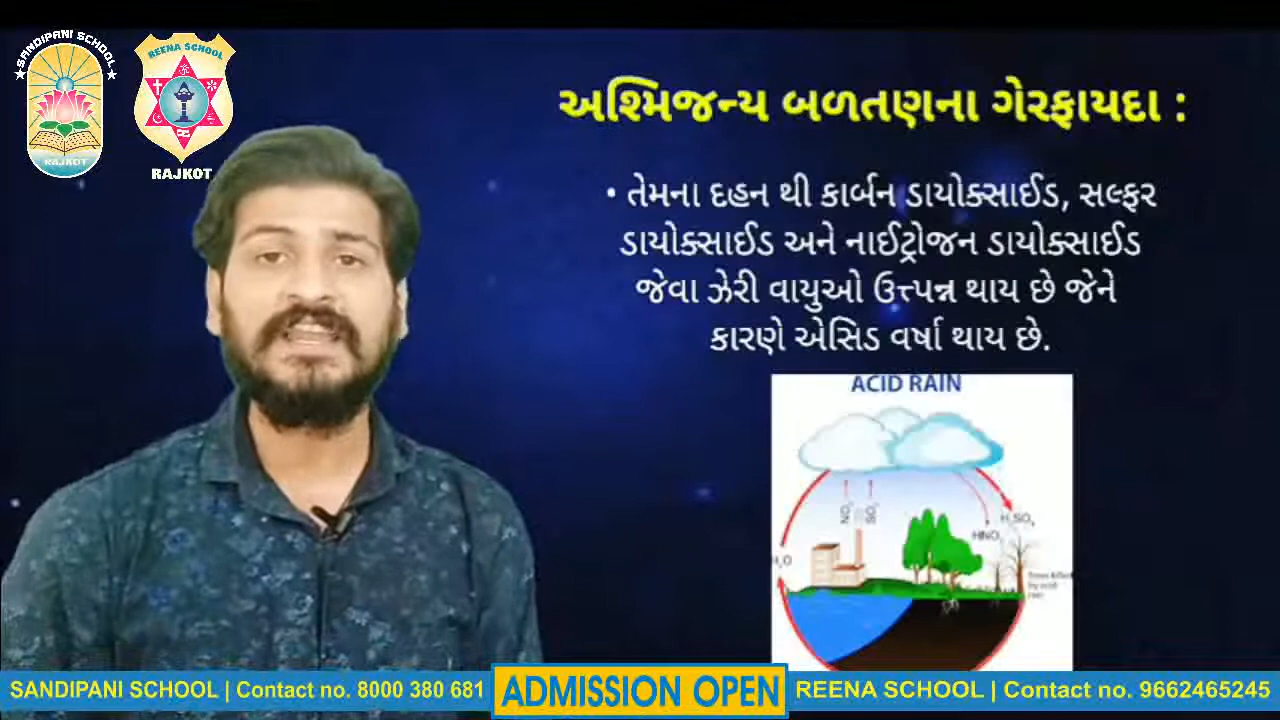 SANDIPANI SCHOOL
RAJKOT
REENA SCHOOL
RAJKOT
અશ્મિજન્ય બળતણના ગેરફાયદા :
• તેમના દહન થી કાર્બન ડાયોક્સાઈડ, સલ્ફર
ડાયોક્સાઈડ અને નાઈટ્રોજન ડાયોક્સાઈડ
જેવા ઝેરી વાયુઓ ઉત્ત્પન્ન થાય છે જેને
કારણે એસિડ વર્ષા થાય છે.
ACID RAIN
SANDIPANI SCHOOL | Contact no. 8000 380 681
ADMISSION OPEN
REENA SCHOOL | Contact no. 9662465245